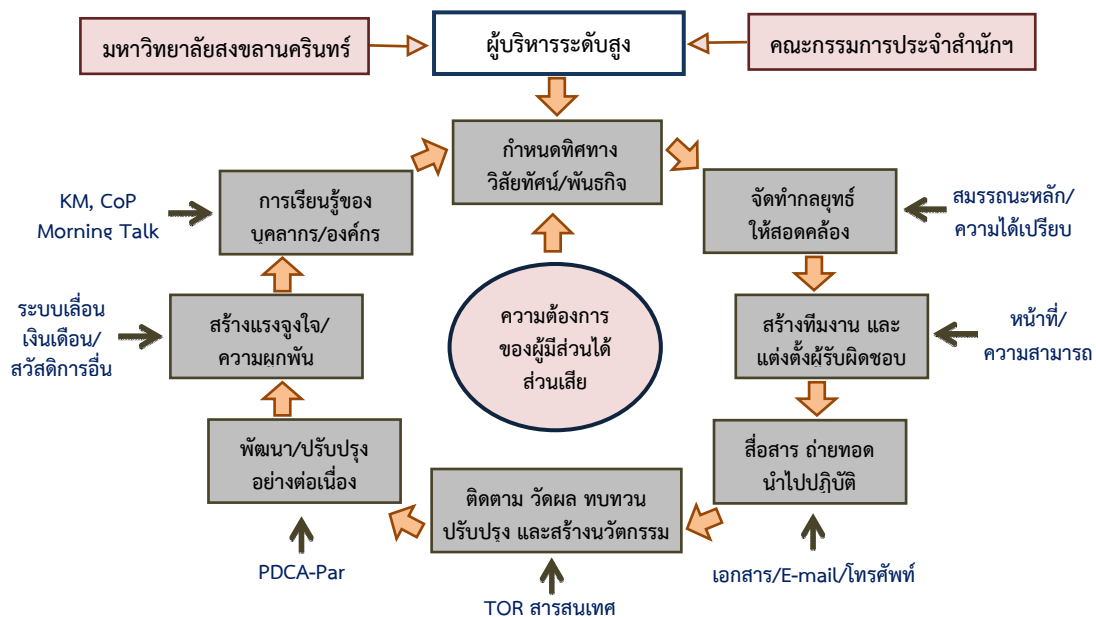 มหาวิทยาลัยสงขลานครินทร์
ผู้บริหารระดับสูง
คณะกรรมการประจำสำนักฯ
กำหนดทิศทาง
วิสัยทัศน์/พันธกิจ
การเรียนรู้ของ
บุคลากร/องค์กร
KM, CoP
Morning Talk
จัดทำกลยุทธ์
ให้สอดคล้อง
สมรรถนะหลัก/
ความได้เปรียบ
ระบบเลื่อน
เงินเดือน/
สวัสดิการอื่น
สร้างแรงจูงใจ/
ความผูกพัน
ความต้องการ
ของผู้มีส่วนได้
ส่วนเสีย
สร้างทีมงาน และ
แต่งตั้งผู้รับผิดชอบ
หน้าที่/
ความสามารถ
พัฒนา/ปรับปรุง
อย่างต่อเนื่อง
ติดตาม วัดผล ทบทวน
ปรับปรุง และสร้างนวัตกรรม
สื่อสาร ถ่ายทอด
นำไปปฏิบัติ
PDCA-Par
TOR สารสนเทศ
เอกสาร/E-mail/โทรศัพท์